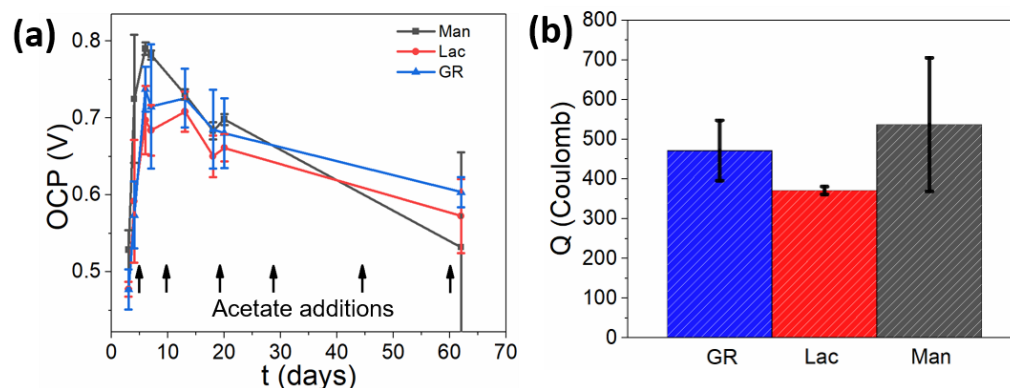 (a)
OCP (V)
0.8
0.7
0.6
0.5
Man
Lac
GR
Acetate additions
0 10 20 30 40 50 60 70
t (days)
(b)
Q (Coulomb)
800
700
600
500
400
300
200
100
0
GR Lac Man